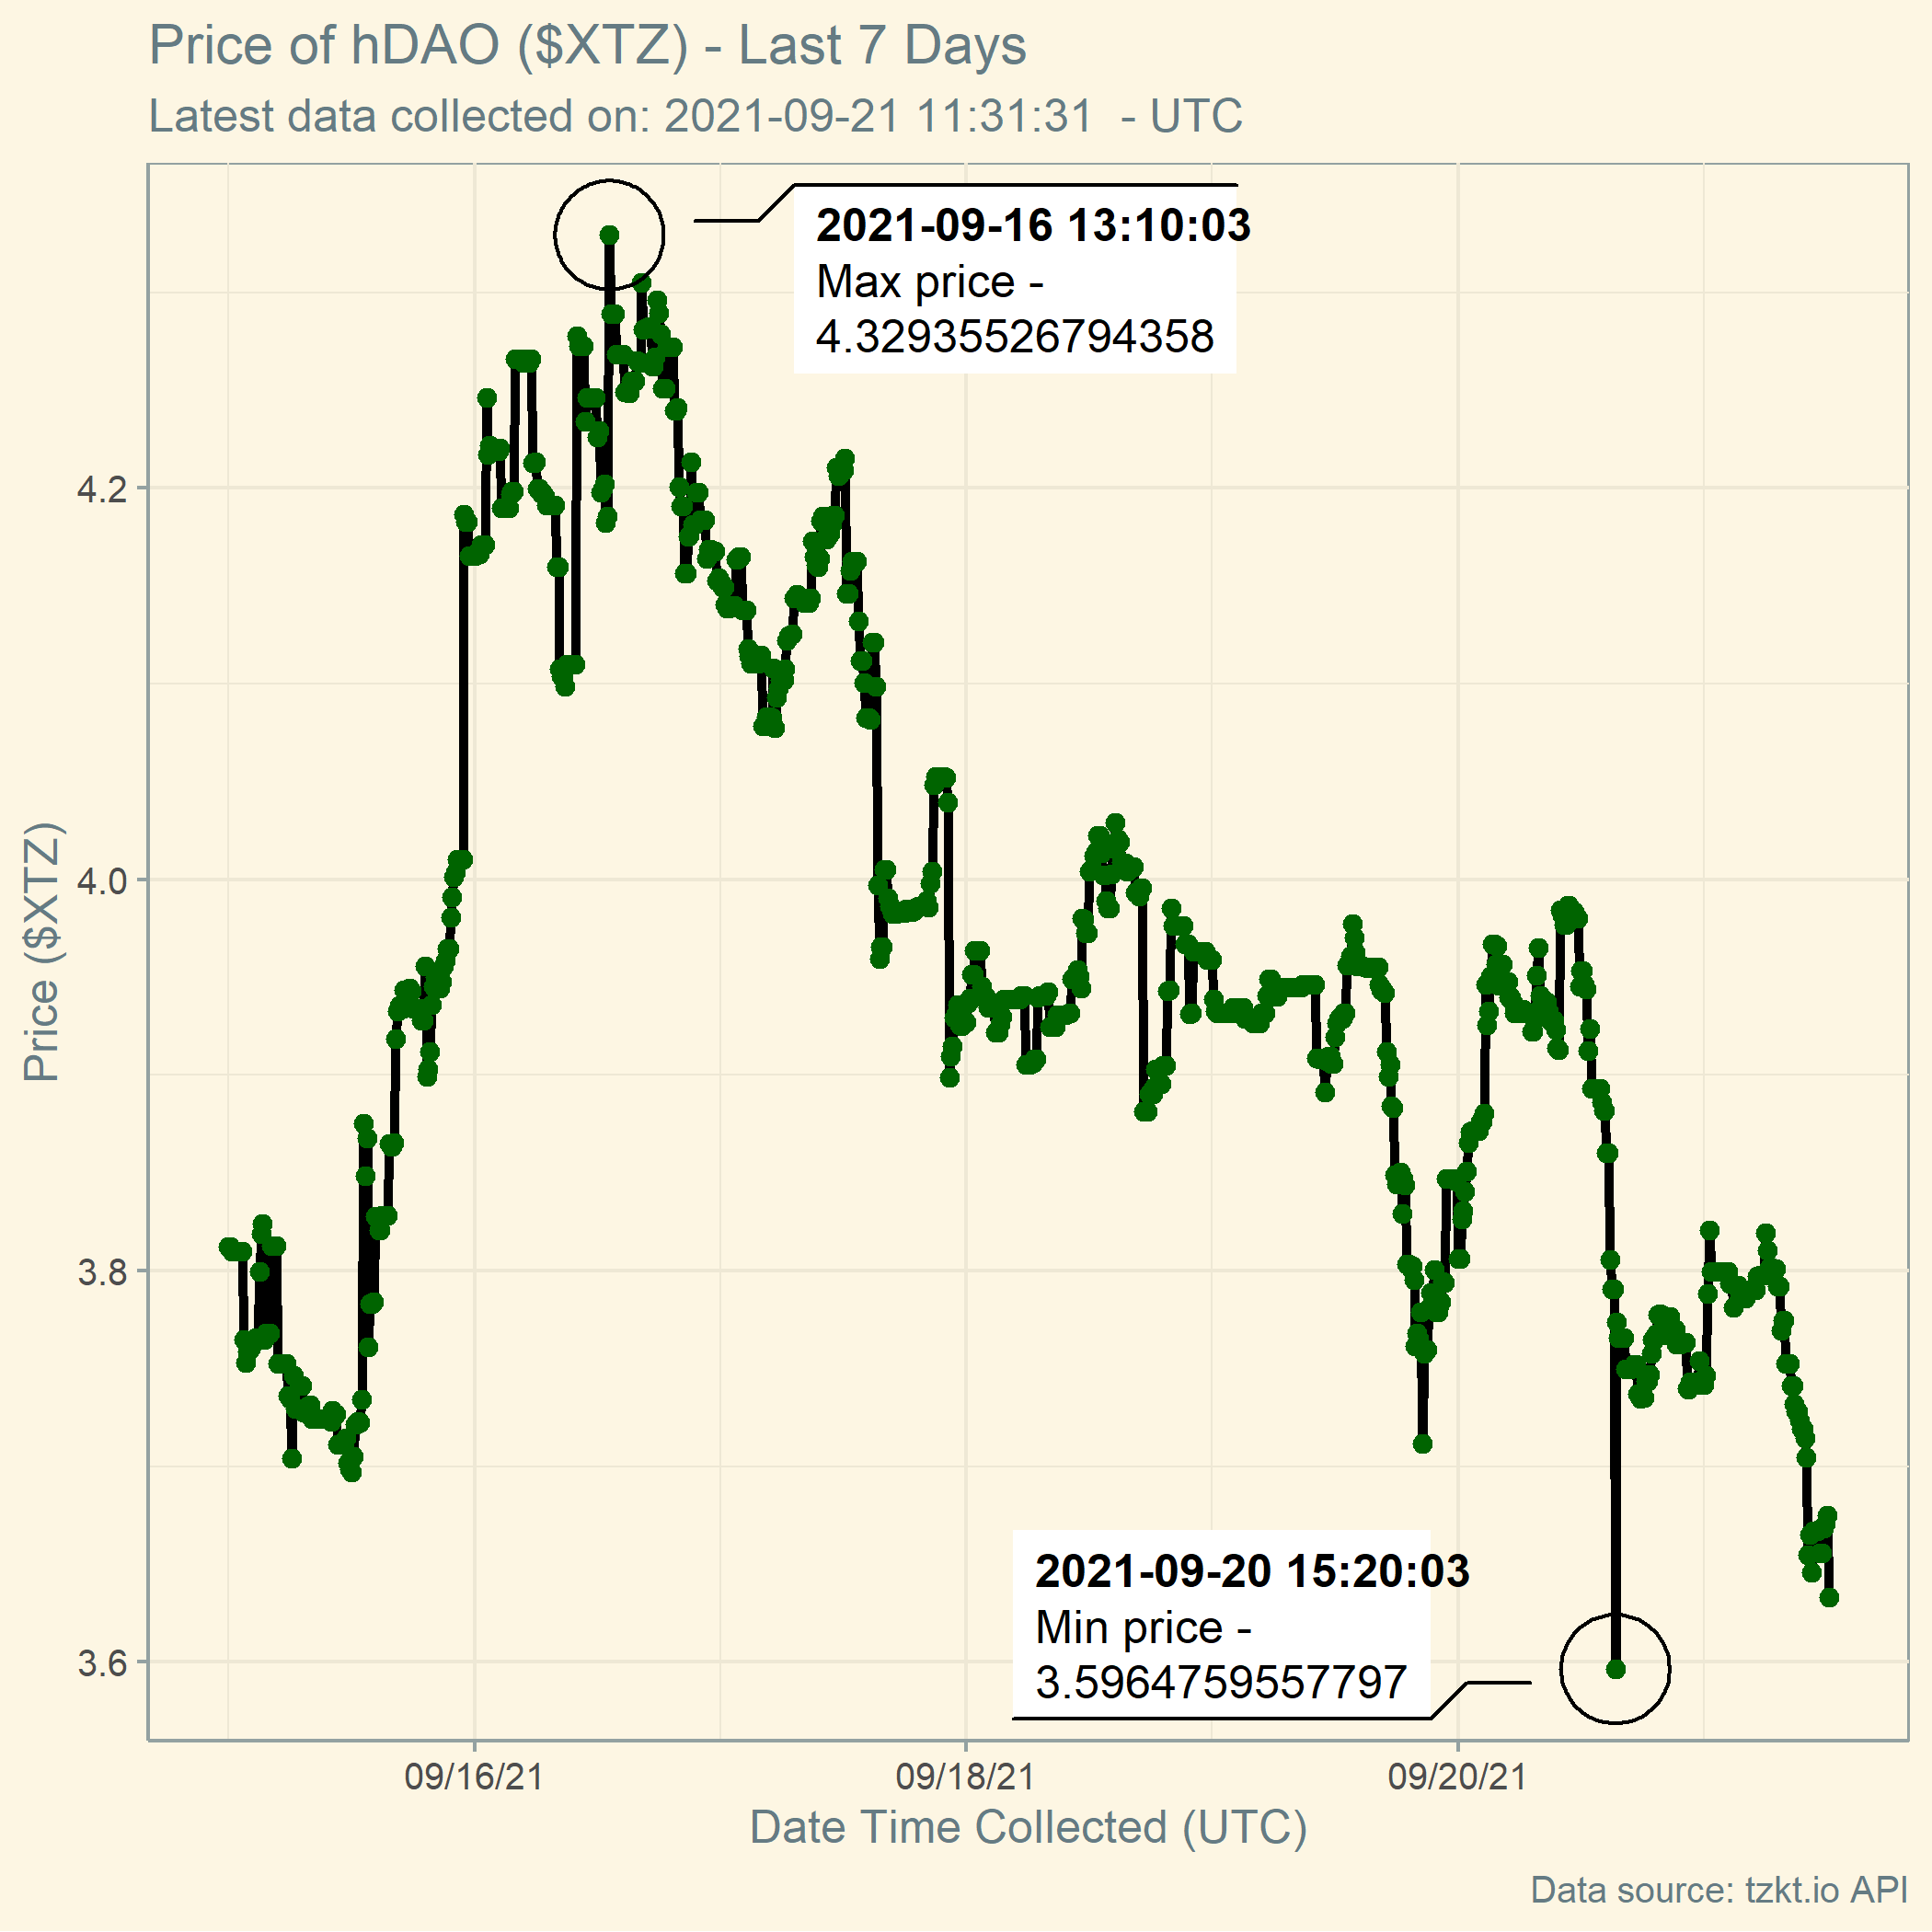 Price of hDAO ($XTZ) - Last 7 Days
Latest data collected on: 2021-09-21 11:31:31  - UTC
2021-09-16 13:10:03
Max price -
4.32935526794358
4.2
4.0
3.8
3.6
Price ($XTZ)
2021-09-20 15:20:03
Min price -
3.5964759557797
09/16/21
09/18/21
09/20/21
Date Time Collected (UTC)
Data source: tzkt.io API